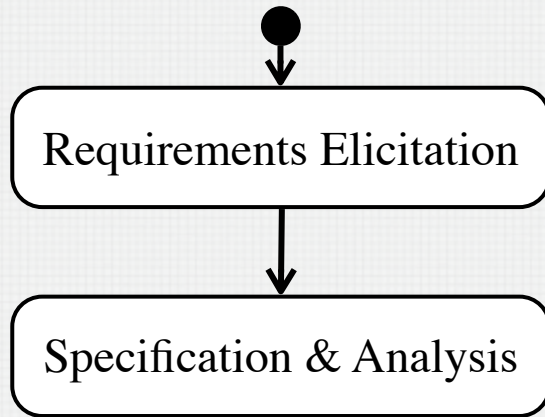 Requirements Elicitation
Specification & Analysis